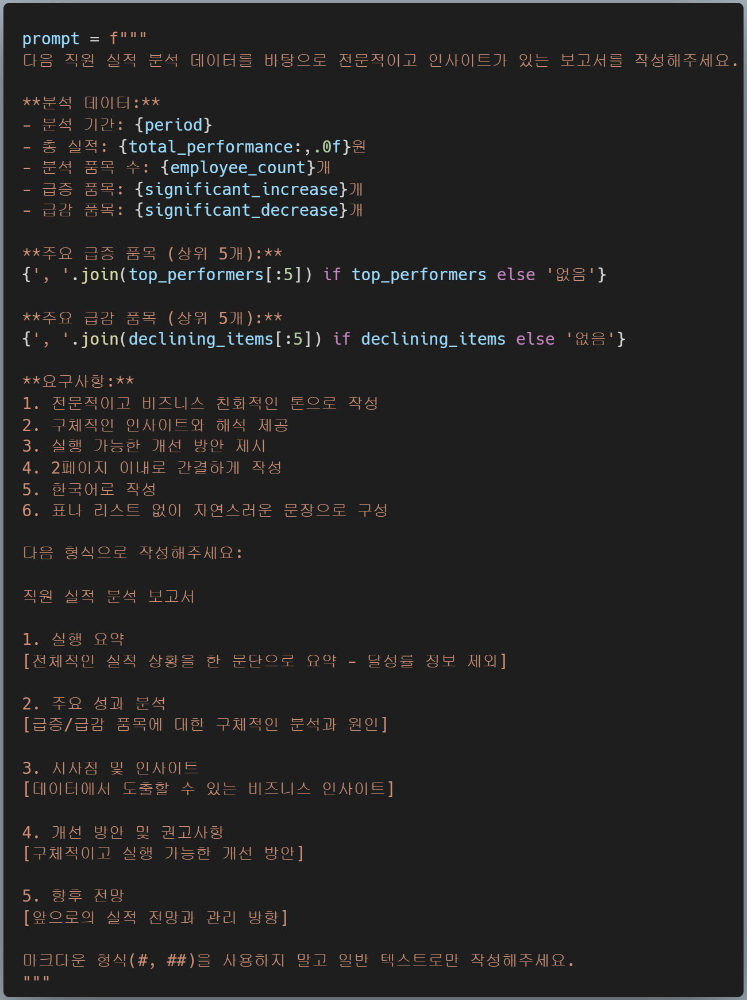 prompt = f"""
다음 직원 실적 분석 데이터를 바탕으로 전문적이고 인사이트가 있는 보고서를 작성해주세요.
**분석 데이터:**
- 분석 기간: {period}
- 총 실적: {total_performance:,.0f}원
- 분석 품목 수: {employee_count}개
- 급증 품목: {significant_increase}개
- 급감 품목: {significant_decrease}개
**주요 급증 품목 (상위 5개):**
{', '.join(top_performers[:5]) if top_performers else '없음'}
**주요 급감 품목 (상위 5개):**
{', '.join(declining_items[:5]) if declining_items else '없음'}
**요구사항:**
1. 전문적이고 비즈니스 친화적인 톤으로 작성
2. 구체적인 인사이트와 해석 제공
3. 실행 가능한 개선 방안 제시
4. 2페이지 이내로 간결하게 작성
5. 한국어로 작성
6. 표나 리스트 없이 자연스러운 문장으로 구성
다음 형식으로 작성해주세요:
직원 실적 분석 보고서
1. 실행 요약
[전체적인 실적 상황을 한 문단으로 요약 - 달성률 정보 제외]
2. 주요 성과 분석
[급증/급감 품목에 대한 구체적인 분석과 원인]
3. 시사점 및 인사이트
[데이터에서 도출할 수 있는 비즈니스 인사이트]
4. 개선 방안 및 권고사항
[구체적이고 실행 가능한 개선 방안]
5. 향후 전망
[앞으로의 실적 전망과 관리 방향]
마크다운 형식(#, ##)을 사용하지 말고 일반 텍스트로만 작성해주세요.
"""